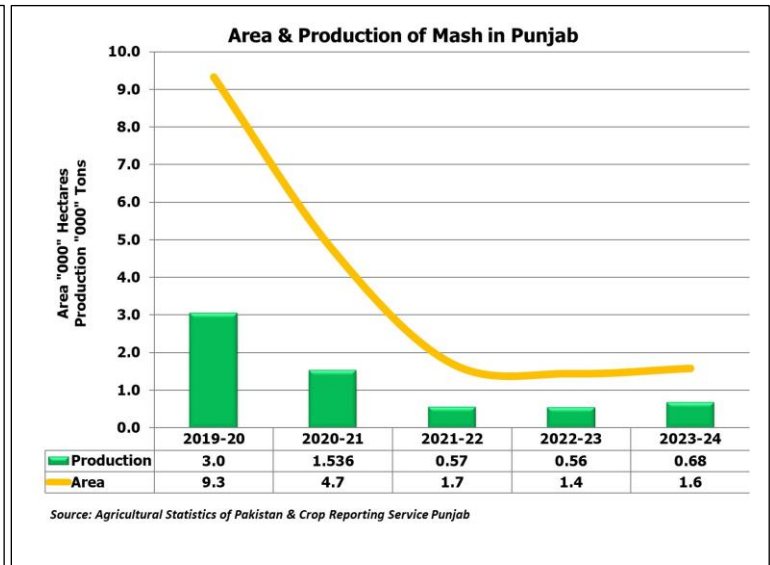 Area & Production of Mash in Punjab
Area "000" Hectares
Production "000" Tons
10.0
9.0
8.0
7.0
6.0
5.0
4.0
3.0
2.0
1.0
0.0
2019-20 2020-21 2021-22 2022-23 2023-24
Production 3.0 1.536 0.57 0.56 0.68
Area 9.3 4.7 1.7 1.4 1.6
Source: Agricultural Statistics of Pakistan & Crop Reporting Service Punjab